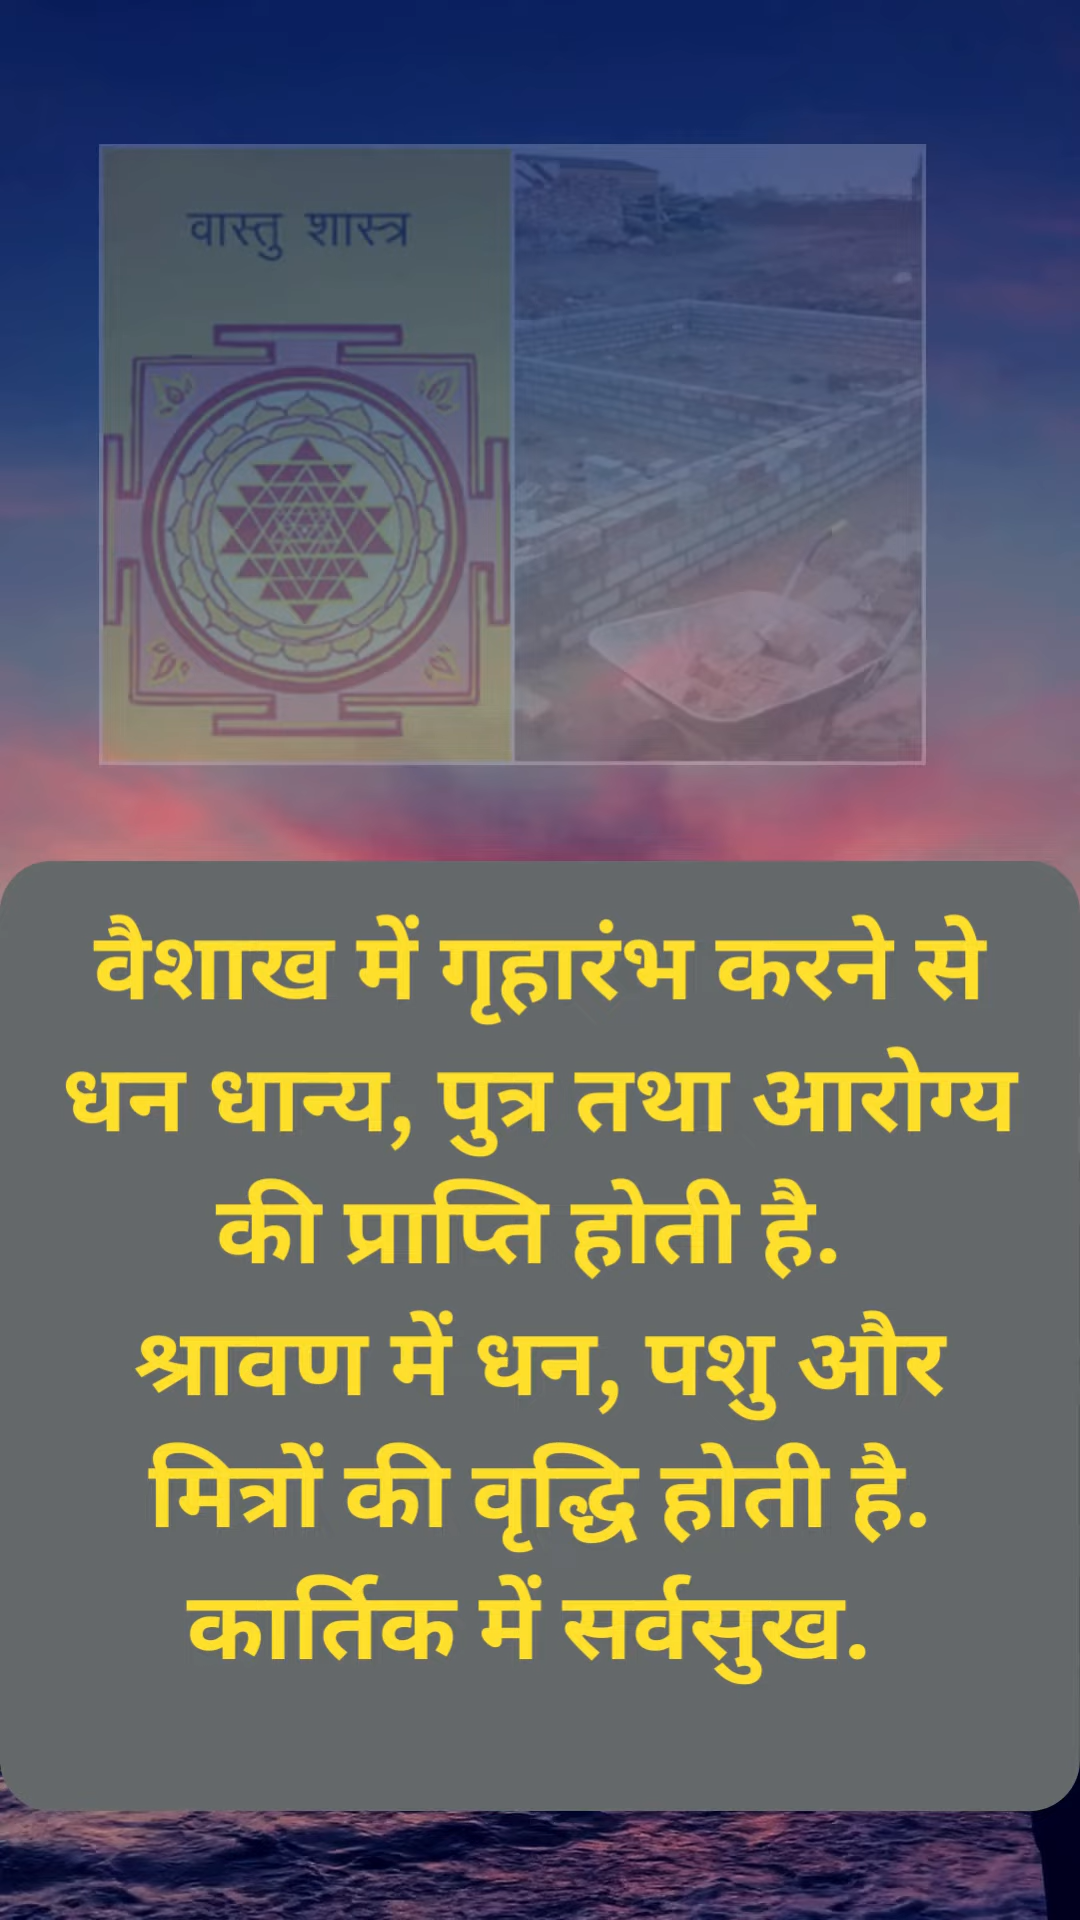 वास्तु शास्त्र
वैशाख में गृहारंभ करने से
धन धान्य, पुत्र तथा आरोग्य
की प्राप्ति होती है.
श्रावण में धन, पशु और
मित्रों की वृद्धि होती है.
कार्तिक में सर्वसुख.